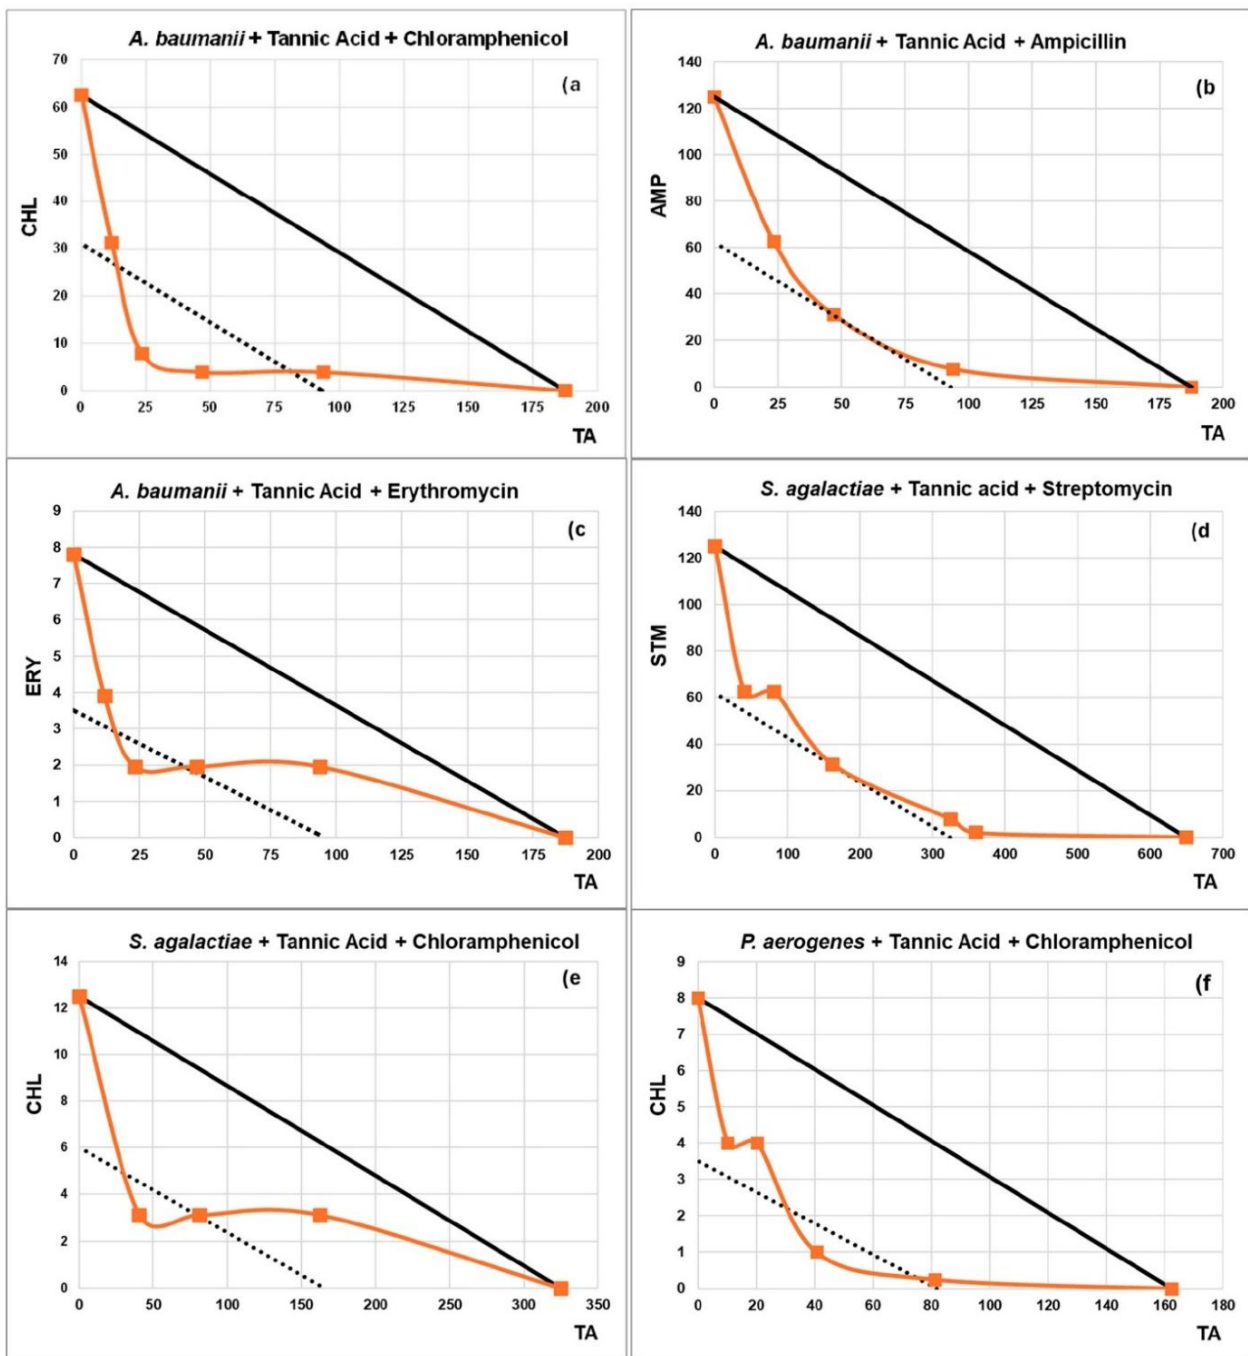 A. baumanii + Tannic Acid + Chloramphenicol
(a
70
60
50
40
30
20
10
0
CHL
0 25 50 75 100 125 150 175 200
TA
A. baumanii + Tannic Acid + Ampicillin
(b
140
120
100
80
60
40
20
0
AMP
0 25 50 75 100 125 150 175 200
TA
A. baumanii + Tannic Acid + Erythromycin
(c
9
8
7
6
5
4
3
2
1
0
ERY
0 25 50 75 100 125 150 175 200
TA
S. agalactiae + Tannic acid + Streptomycin
(d
140
120
100
80
60
40
20
0
STM
0 100 200 300 400 500 600 700
TA
S. agalactiae + Tannic Acid + Chloramphenicol
(e
14
12
10
8
6
4
2
0
CHL
0 50 100 150 200 250 300 350
TA
P. aerogenes + Tannic Acid + Chloramphenicol
(f
9
8
7
6
5
4
3
2
1
0
CHL
0 20 40 60 80 100 120 140 160 180
TA